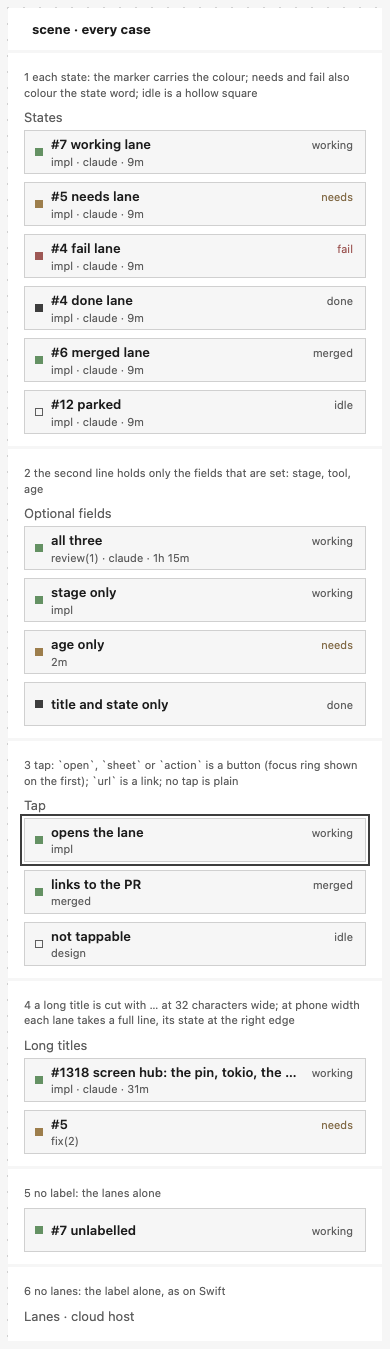 scene · every case
1 each state: the marker carries the colour; needs and fail also
colour the state word; idle is a hollow square
States
#7 working lane
working
impl · claude · 9m
#5 needs lane
needs
impl · claude · 9m
#4 fail lane
fail
impl · claude · 9m
#4 done lane
done
impl · claude · 9m
#6 merged lane
merged
impl · claude · 9m
#12 parked
idle
impl · claude · 9m
2 the second line holds only the fields that are set: stage, tool,
age
Optional fields
all three
working
review(1) · claude · 1h 15m
stage only
working
impl
age only
needs
2m
title and state only
done
3 tap: `open`, `sheet` or `action` is a button (focus ring shown
on the first); `url` is a link; no tap is plain
Tap
opens the lane
working
impl
links to the PR
merged
merged
not tappable
idle
design
4 a long title is cut with … at 32 characters wide; at phone width
each lane takes a full line, its state at the right edge
Long titles
#1318 screen hub: the pin, tokio, the …
working
impl · claude · 31m
#5
needs
fix(2)
5 no label: the lanes alone
#7 unlabelled
working
6 no lanes: the label alone, as on Swift
Lanes · cloud host